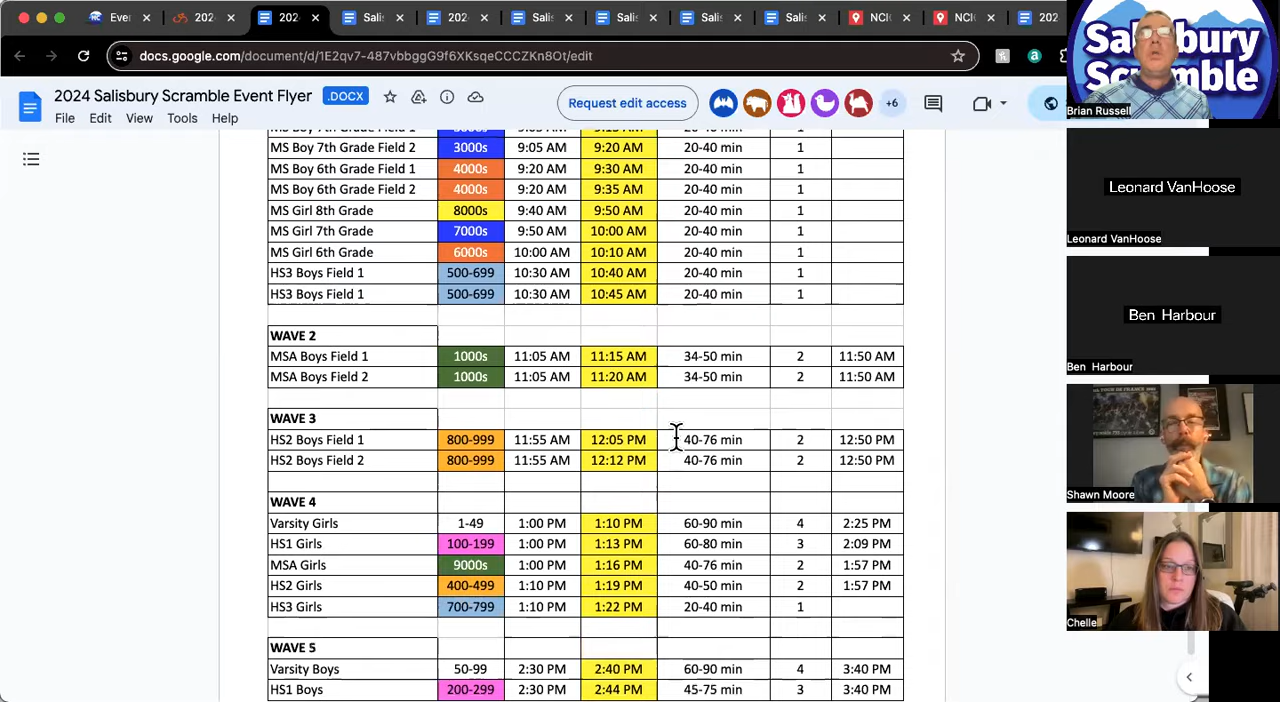 Ever
202
202
Salis
202
Salis
Salis
Salis
Salis
NCIC
NCIC
202
docs.google.com/document/d/1E2qv7-487vbbggG9f6XKsqeCCCZKn8Ot/edit
2024 Salisbury Scramble Event Flyer .DOCX
Request edit access
+6
File Edit View Tools Help
MS Boy 7th Grade Field 2 3000s 9:05 AM 9:20 AM 20-40 min 1
MS Boy 6th Grade Field 1 4000s 9:20 AM 9:30 AM 20-40 min 1
MS Boy 6th Grade Field 2 4000s 9:20 AM 9:35 AM 20-40 min 1
MS Girl 8th Grade 8000s 9:40 AM 9:50 AM 20-40 min 1
MS Girl 7th Grade 7000s 9:50 AM 10:00 AM 20-40 min 1
MS Girl 6th Grade 6000s 10:00 AM 10:10 AM 20-40 min 1
HS3 Boys Field 1 500-699 10:30 AM 10:40 AM 20-40 min 1
HS3 Boys Field 1 500-699 10:30 AM 10:45 AM 20-40 min 1
WAVE 2
MSA Boys Field 1 1000s 11:05 AM 11:15 AM 34-50 min 2 11:50 AM
MSA Boys Field 2 1000s 11:05 AM 11:20 AM 34-50 min 2 11:50 AM
WAVE 3
HS2 Boys Field 1 800-999 11:55 AM 12:05 PM 40-76 min 2 12:50 PM
HS2 Boys Field 2 800-999 11:55 AM 12:12 PM 40-76 min 2 12:50 PM
WAVE 4
Varsity Girls 1-49 1:00 PM 1:10 PM 60-90 min 4 2:25 PM
HS1 Girls 100-199 1:00 PM 1:13 PM 60-80 min 3 2:09 PM
MSA Girls 9000s 1:00 PM 1:16 PM 40-76 min 2 1:57 PM
HS2 Girls 400-499 1:10 PM 1:19 PM 40-50 min 2 1:57 PM
HS3 Girls 700-799 1:10 PM 1:22 PM 20-40 min 1
WAVE 5
Varsity Boys 50-99 2:30 PM 2:40 PM 60-90 min 4 3:40 PM
HS1 Boys 200-299 2:30 PM 2:44 PM 45-75 min 3 3:40 PM
Salisbury
Scramble
Brian Russell
Leonard VanHoose
Leonard VanHoose
Ben Harbour
Ben Harbour
Shawn Moore
Chelle